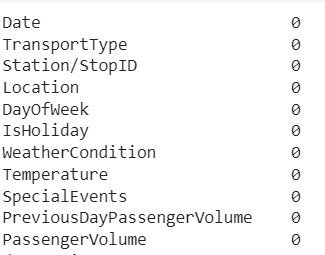 Date 0
TransportType 0
Station/StopID 0
Location 0
DayOfWeek 0
IsHoliday 0
WeatherCondition 0
Temperature 0
SpecialEvents 0
PreviousDayPassengerVolume 0
PassengerVolume 0